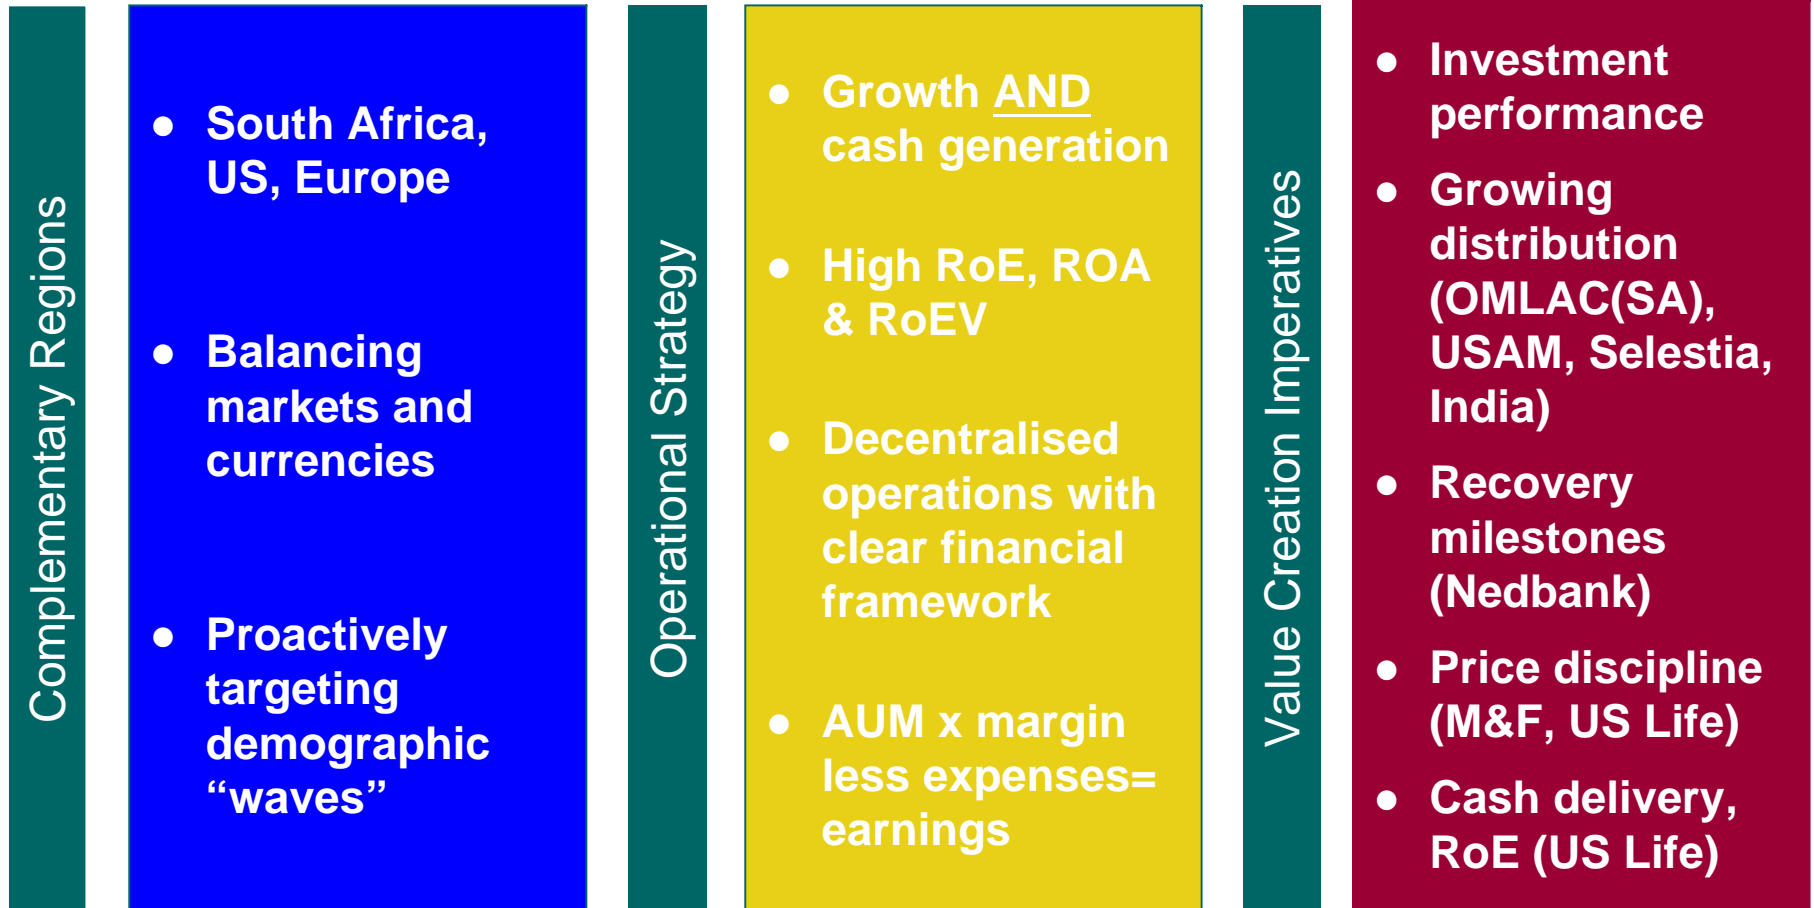 Complementary Regions
● South Africa,
US, Europe
● Balancing
markets and
currencies
● Proactively
targeting
demographic
“waves”
Operational Strategy
● Growth AND
cash generation
● High RoE, ROA
& RoEV
● Decentralised
operations with
clear financial
framework
● AUM x margin
less expenses=
earnings
Value Creation Imperatives
● Investment
performance
● Growing
distribution
(OMLAC(SA),
USAM, Selestia,
India)
● Recovery
milestones
(Nedbank)
● Price discipline
(M&F, US Life)
● Cash delivery,
RoE (US Life)